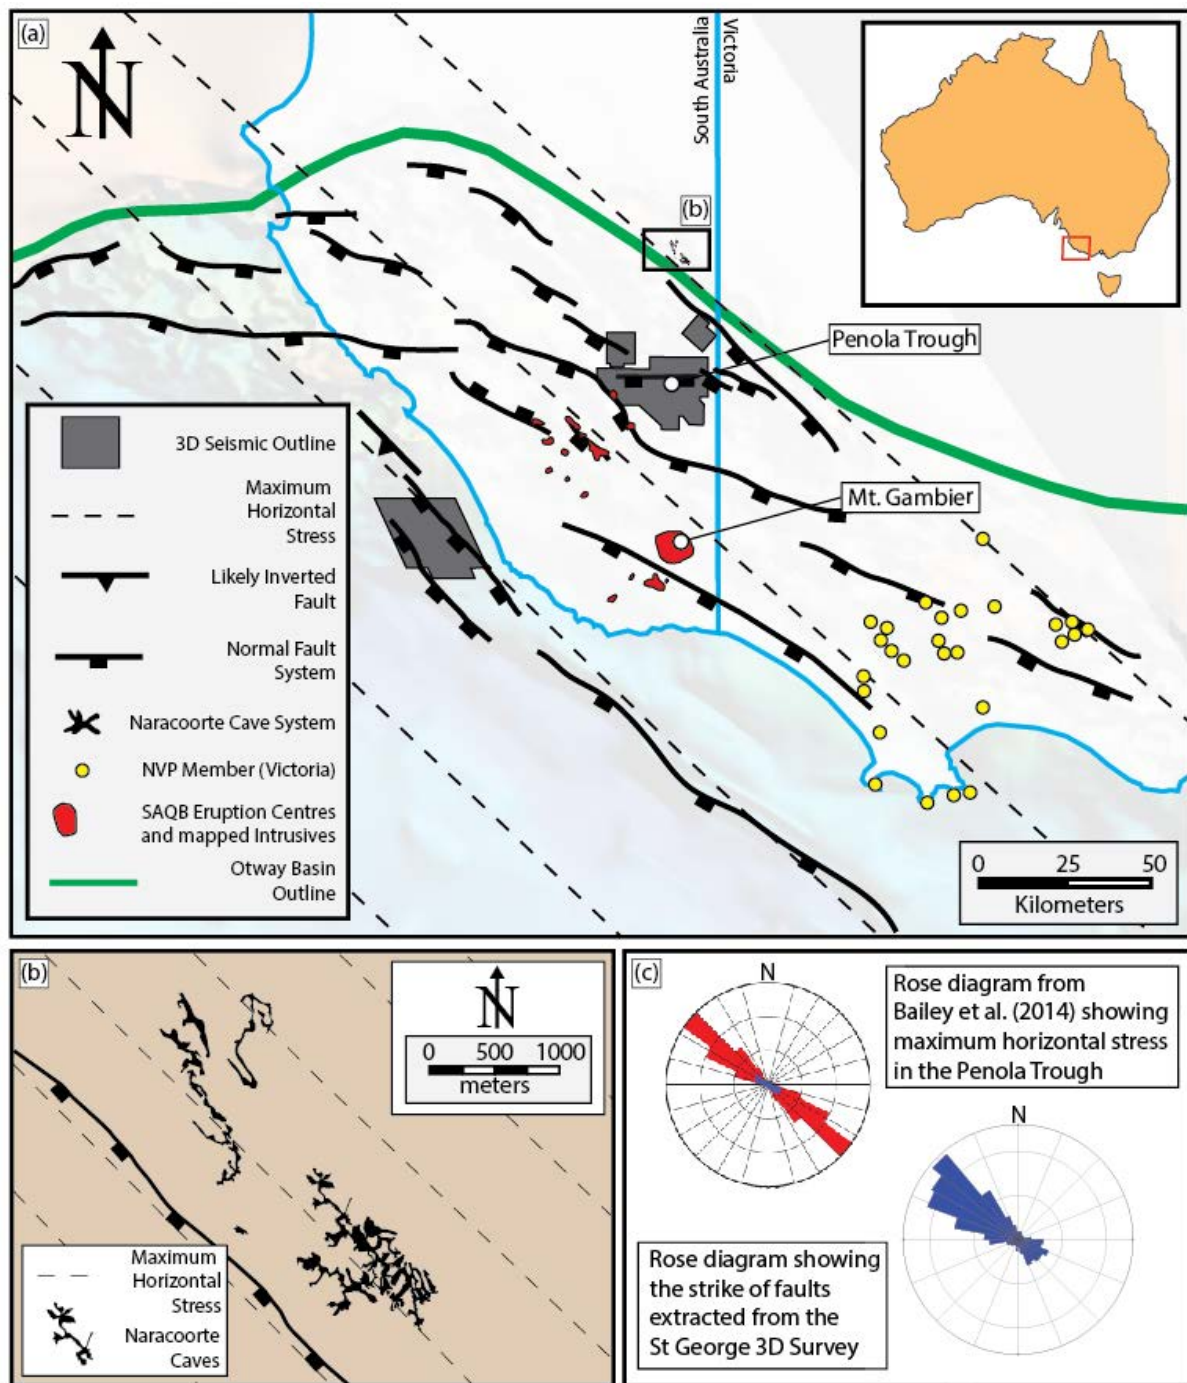 (a)
N
South Australia
Victoria
(b)
Penola Trough
Mt. Gambier
3D Seismic Outline
Maximum
Horizontal
Stress
Likely Inverted
Fault
Normal Fault
System
Naracoorte Cave System
NVP Member (Victoria)
SAQB Eruption Centres
and mapped Intrusives
Otway Basin
Outline
0 25 50
Kilometers
(b)
N
0 500 1000
meters
Maximum
Horizontal
Stress
Naracoorte
Caves
(c)
N
Rose diagram from
Bailey et al. (2014) showing
maximum horizontal stress
in the Penola Trough
N
Rose diagram showing
the strike of faults
extracted from the
St George 3D Survey